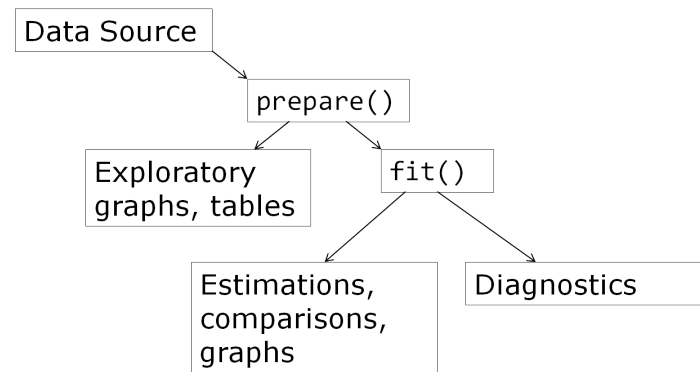 Data Source
prepare()
Exploratory
graphs, tables
fit()
Estimations,
comparisons,
graphs
Diagnostics